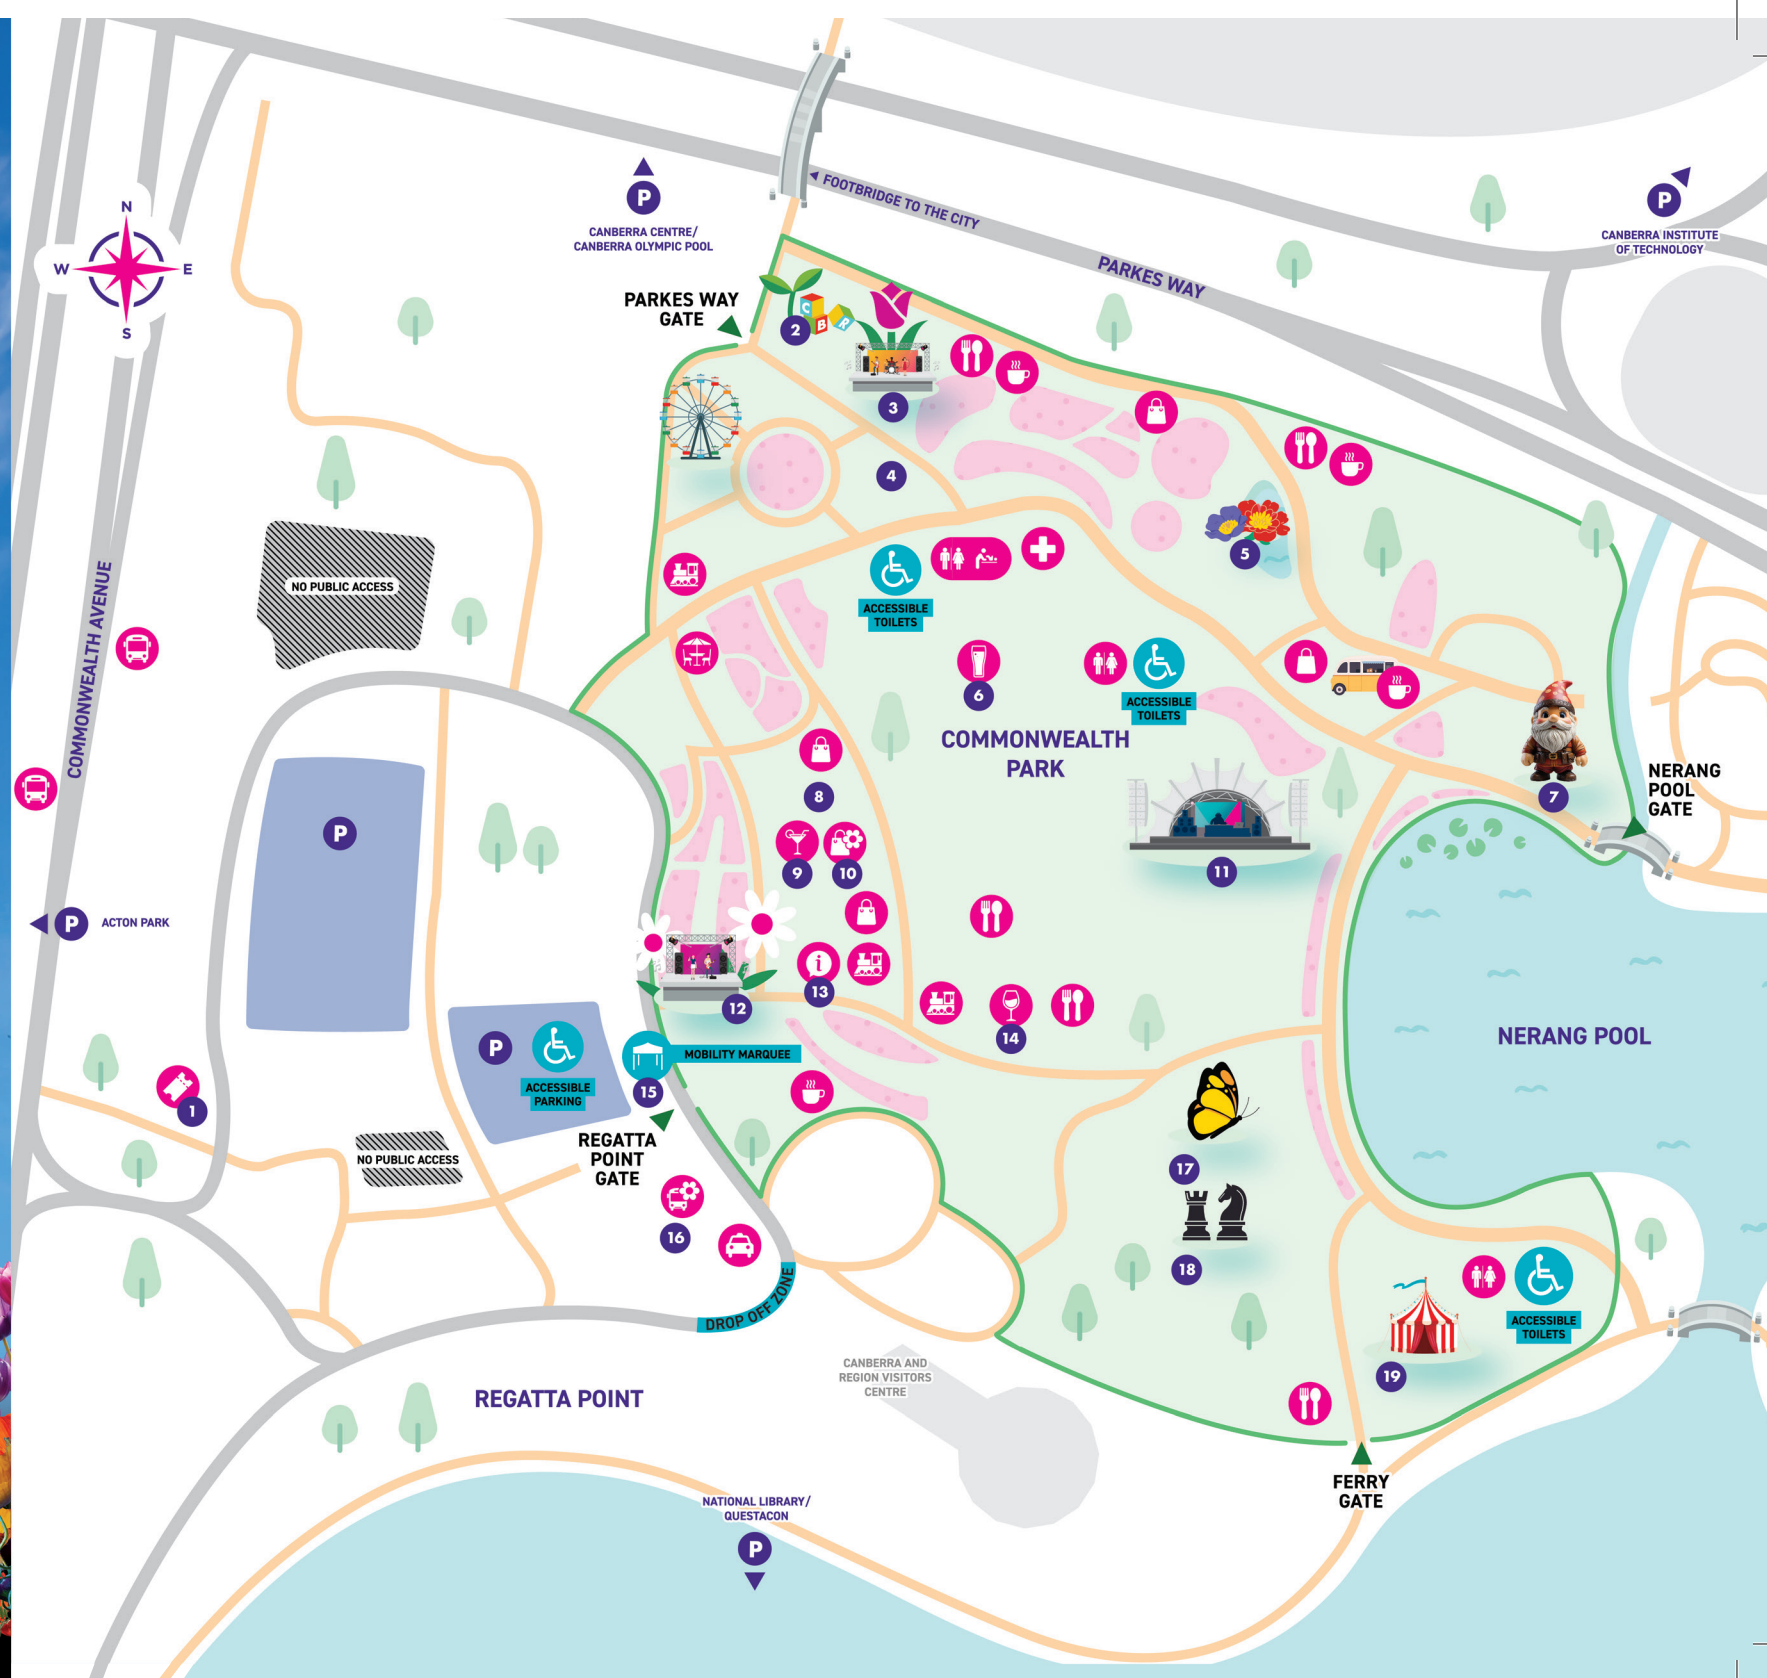 N
W
E
S
P
CANBERRA CENTRE/
CANBERRA OLYMPIC POOL
FOOTBRIDGE TO THE CITY
P
CANBERRA INSTITUTE
OF TECHNOLOGY
PARKES WAY
PARKES WAY
GATE
2
C
B
R
3
4
5
NO PUBLIC ACCESS
COMMONWEALTH AVENUE
ACCESSIBLE
TOILETS
6
ACCESSIBLE
TOILETS
COMMONWEALTH
PARK
7
NERANG
POOL
GATE
8
P
9
10
11
P
ACTON PARK
i
13
12
14
NERANG POOL
P
ACCESSIBLE
PARKING
MOBILITY MARQUEE
15
1
REGATTA
POINT
GATE
NO PUBLIC ACCESS
17
16
18
DROP OFF ZONE
ACCESSIBLE
TOILETS
19
CANBERRA AND
REGION VISITORS
CENTRE
REGATTA POINT
FERRY
GATE
NATIONAL LIBRARY/
QUESTACON
P